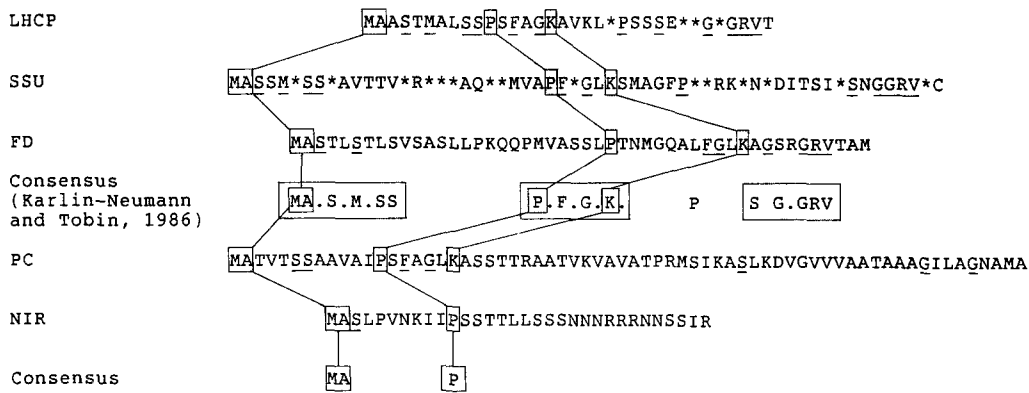 LHCP MAASTMALSSPSFAGKAVKL*PSSSE**G*GRVT
SSU MASSM*SS*AVTTV*R***AQ**MVAPF*GLKSMAGFP**RK*N*DITSI*SNGGRV*C
FD MASTLSTLSVSASLLPKQQPMVASSLPTNMGQALFGLKAGSRGRVTAM
Consensus
(Karlin-Neumann MA.S.M.SS P.F.G.K. P S G.GRV
and Tobin, 1986)
PC MATVTSSAAVAIPSFAGLKASSTTRAATVKVAVATPRMSIKASLKDVGVVVAATAAAGILAGNAMA
NIR MASLPVNKIIPSSTTLLSSSNNNRRRNNSSIR
Consensus MA P